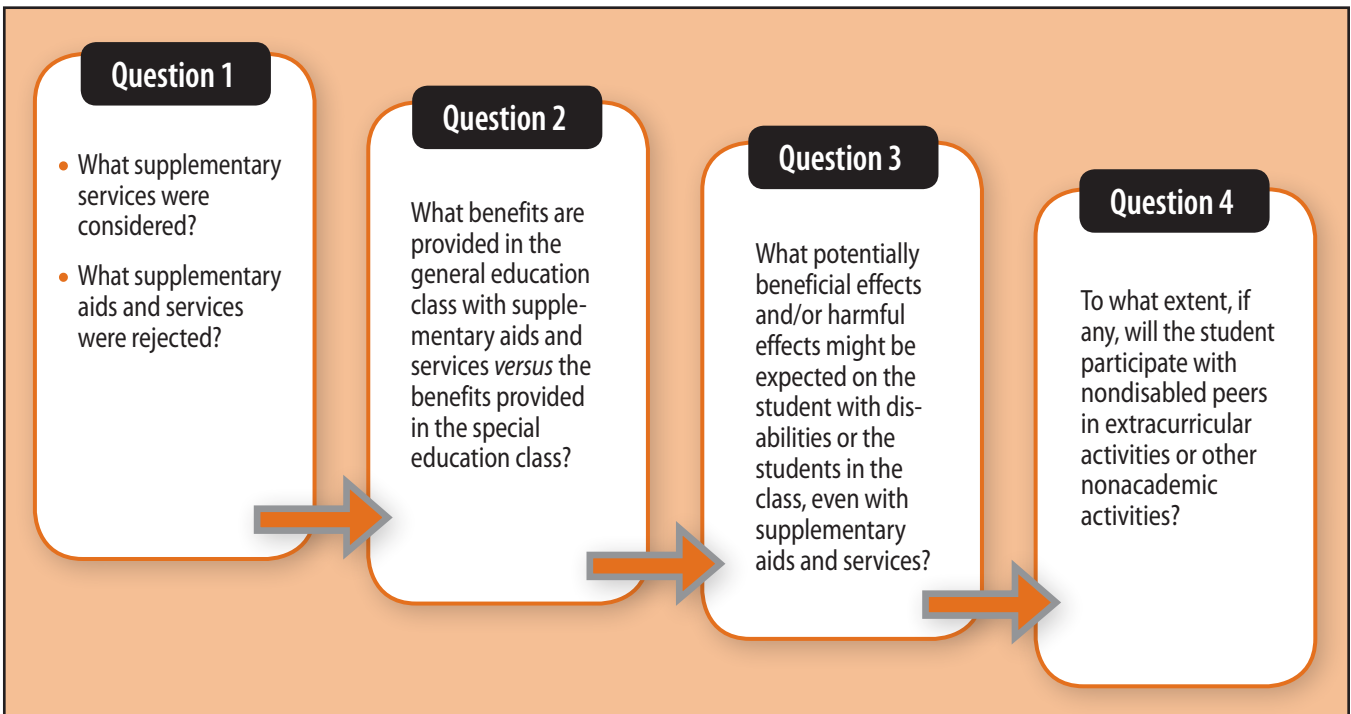 Question 1
• What supplementary
services were
considered?
• What supplementary
aids and services
were rejected?
Question 2
What benefits are
provided in the
general education
class with supple-
mentary aids and
services versus the
benefits provided
in the special
education class?
Question 3
What potentially
beneficial effects
and/or harmful
effects might be
expected on the
student with dis-
abilities or the
students in the
class, even with
supplementary
aids and services?
Question 4
To what extent, if
any, will the student
participate with
nondisabled peers
in extracurricular
activities or other
nonacademic
activities?